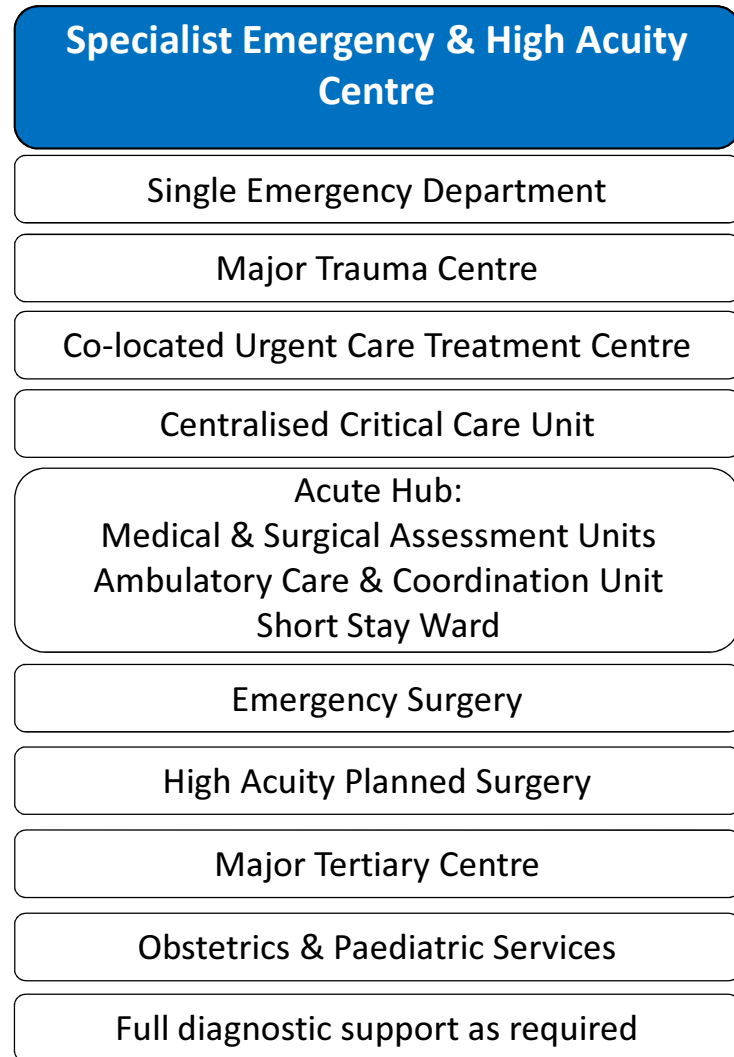 Specialist Emergency & High Acuity
Centre
Single Emergency Department
Major Trauma Centre
Co-located Urgent Care Treatment Centre
Centralised Critical Care Unit
Acute Hub:
Medical & Surgical Assessment Units
Ambulatory Care & Coordination Unit
Short Stay Ward
Emergency Surgery
High Acuity Planned Surgery
Major Tertiary Centre
Obstetrics & Paediatric Services
Full diagnostic support as required